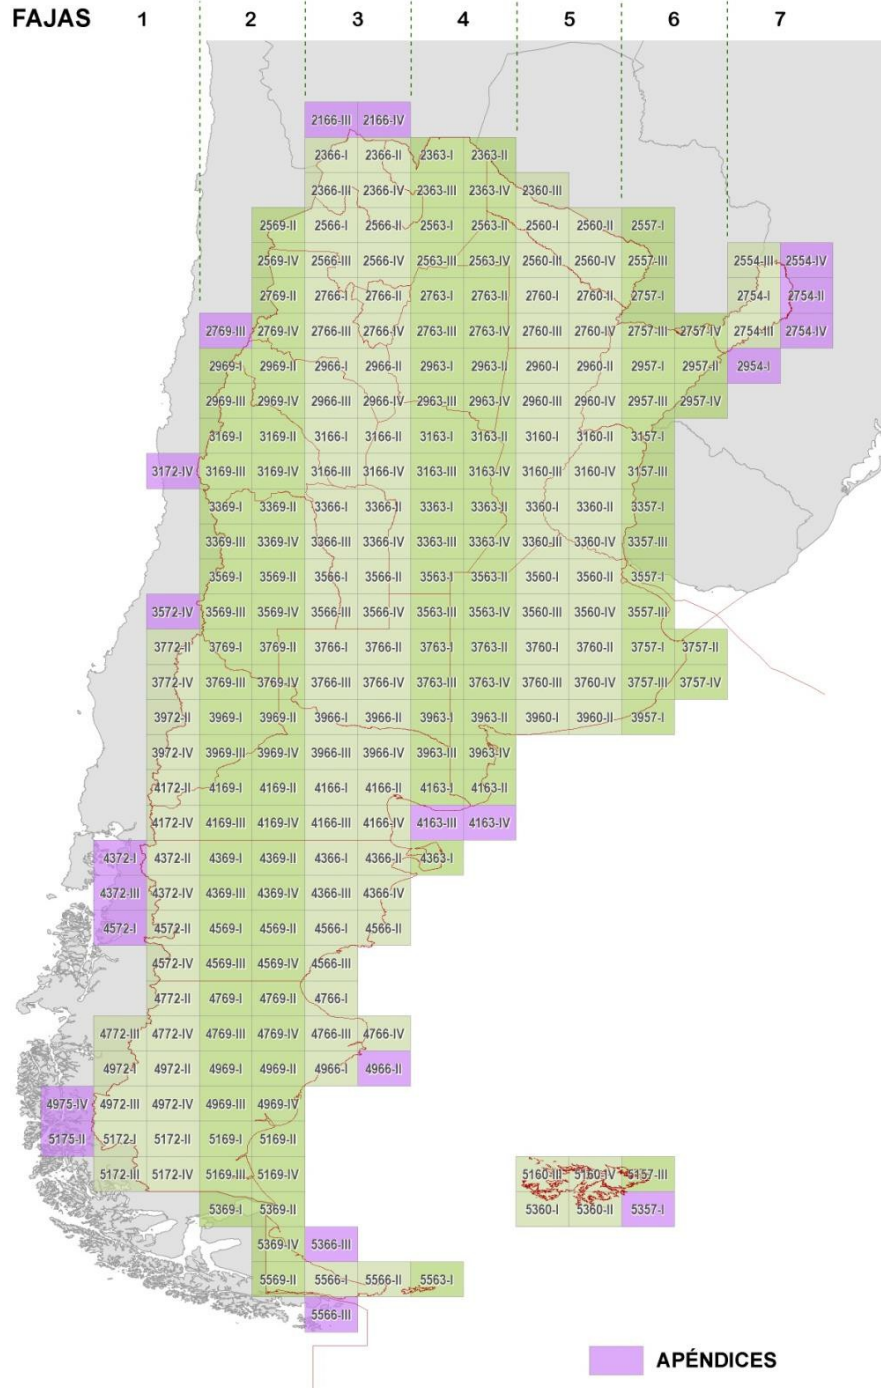 FAJAS 1 2 3 4 5 6 7
2166-III 2166-IV
2366-I 2366-II 2363-I 2363-II
2366-III 2366-IV 2363-III 2363-IV 2360-III
2569-II 2566-I 2566-II 2563-I 2563-II 2560-I 2560-II 2557-I
2569-IV 2566-III 2566-IV 2563-III 2563-IV 2560-III 2560-IV 2557-III 2554-III 2554-IV
2769-II 2766-I 2766-II 2763-I 2763-II 2760-I 2760-II 2757-I 2754-I 2754-II
2769-III 2769-IV 2766-III 2766-IV 2763-III 2763-IV 2760-III 2760-IV 2757-III 2757-IV 2754-III 2754-IV
2969-I 2969-II 2966-I 2966-II 2963-I 2963-II 2960-I 2960-II 2957-I 2957-II 2954-I
2969-III 2969-IV 2966-III 2966-IV 2963-III 2963-IV 2960-III 2960-IV 2957-III 2957-IV
3169-I 3169-II 3166-I 3166-II 3163-I 3163-II 3160-I 3160-II 3157-I
3172-IV 3169-III 3169-IV 3166-III 3166-IV 3163-III 3163-IV 3160-III 3160-IV 3157-III
3369-I 3369-II 3366-I 3366-II 3363-I 3363-II 3360-I 3360-II 3357-I
3369-III 3369-IV 3366-III 3366-IV 3363-III 3363-IV 3360-III 3360-IV 3357-III
3569-I 3569-II 3566-I 3566-II 3563-I 3563-II 3560-I 3560-II 3557-I
3572-IV 3569-III 3569-IV 3566-III 3566-IV 3563-III 3563-IV 3560-III 3560-IV 3557-III
3772-II 3769-I 3769-II 3766-I 3766-II 3763-I 3763-II 3760-I 3760-II 3757-I 3757-II
3772-IV 3769-III 3769-IV 3766-III 3766-IV 3763-III 3763-IV 3760-III 3760-IV 3757-III 3757-IV
3972-II 3969-I 3969-II 3966-I 3966-II 3963-I 3963-II 3960-I 3960-II 3957-I
3972-IV 3969-III 3969-IV 3966-III 3966-IV 3963-III 3963-IV
4172-II 4169-I 4169-II 4166-I 4166-II 4163-I 4163-II
4172-IV 4169-III 4169-IV 4166-III 4166-IV 4163-III 4163-IV
4372-I 4372-II 4369-I 4369-II 4366-I 4366-II 4363-I
4372-III 4372-IV 4369-III 4369-IV 4366-III 4366-IV
4572-I 4572-II 4569-I 4569-II 4566-I 4566-II
4572-IV 4569-III 4569-IV 4566-III
4772-II 4769-I 4769-II 4766-I
4772-III 4772-IV 4769-III 4769-IV 4766-III 4766-IV
4972-I 4972-II 4969-I 4969-II 4966-I 4966-II
4975-IV 4972-III 4972-IV 4969-III 4969-IV
5175-II 5172-I 5172-II 5169-I 5169-II
5172-III 5172-IV 5169-III 5169-IV 5160-III 5160-IV 5157-III
5369-I 5369-II 5360-I 5360-II 5357-I
5369-IV 5366-III
5569-II 5566-I 5566-II 5563-I
5566-III
APÉNDICES